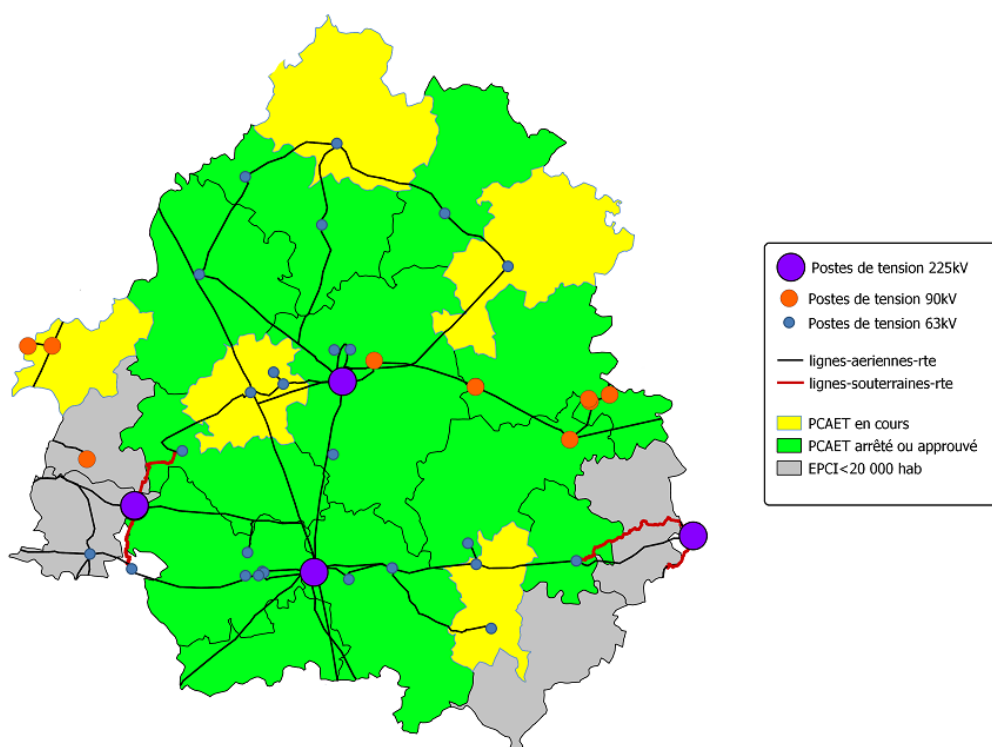 Postes de tension 225kV
Postes de tension 90kV
Postes de tension 63kV
lignes-aeriennes-rte
lignes-souterraines-rte
PCAET en cours
PCAET arrêté ou approuvé
EPCI<20 000 hab